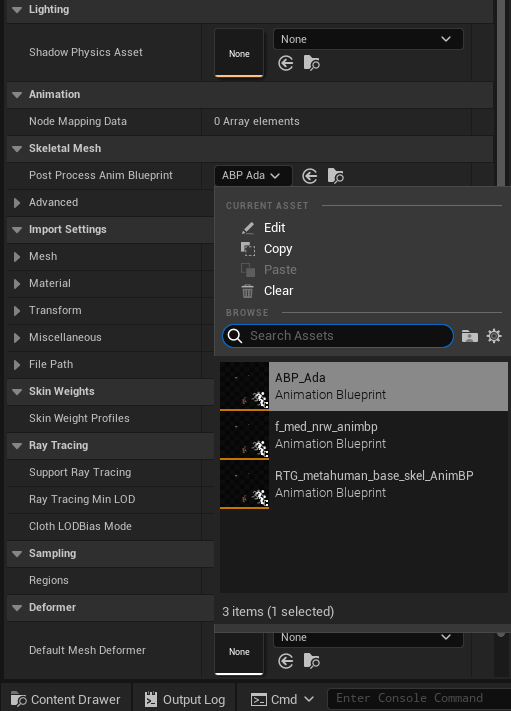 Lighting
Shadow Physics Asset
None
None
Animation
Node Mapping Data
0 Array elements
Skeletal Mesh
Post Process Anim Blueprint
ABP Ada
Advanced
CURRENT ASSET
Import Settings
Edit
Mesh
Copy
Material
Paste
Clear
Transform
BROWSE
Miscellaneous
Search Assets
File Path
Skin Weights
ABP_Ada
Animation Blueprint
Skin Weight Profiles
f_med_nrw_animbp
Animation Blueprint
Ray Tracing
Support Ray Tracing
RTG_metahuman_base_skel_AnimBP
Animation Blueprint
Ray Tracing Min LOD
Cloth LODBias Mode
Sampling
Regions
Deformer
3 items (1 selected)
Default Mesh Deformer
None
None
Content Drawer
Output Log
Cmd
Enter Console Command